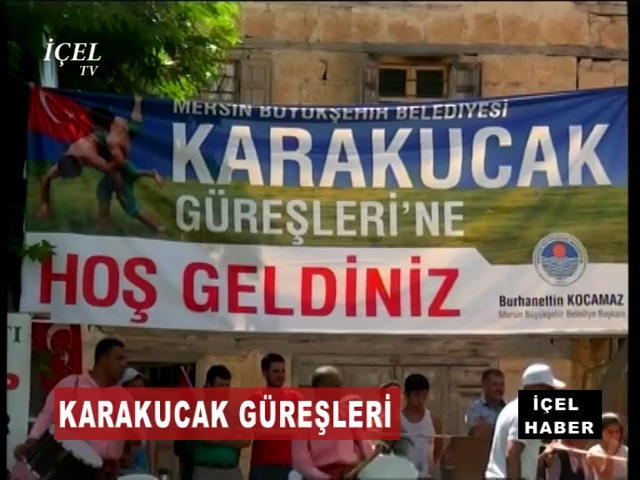 İÇEL
TV
MERSİN BÜYÜKŞEHİR BELEDİYESİ
KARAKUCAK
GÜREŞLERİ'NE
HOŞ GELDİNİZ
Burhanettin KOCAMAZ
Mersin Büyükşehir Belediye Başkanı
KARAKUCAK GÜREŞLERİ
İÇEL
HABER